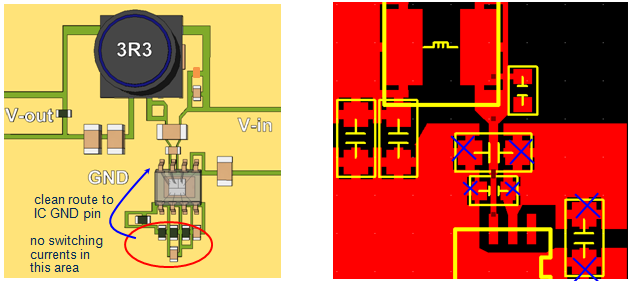 3R3
V-out
V-in
GND
clean route to
IC GND pin
no switching
currents in
this area